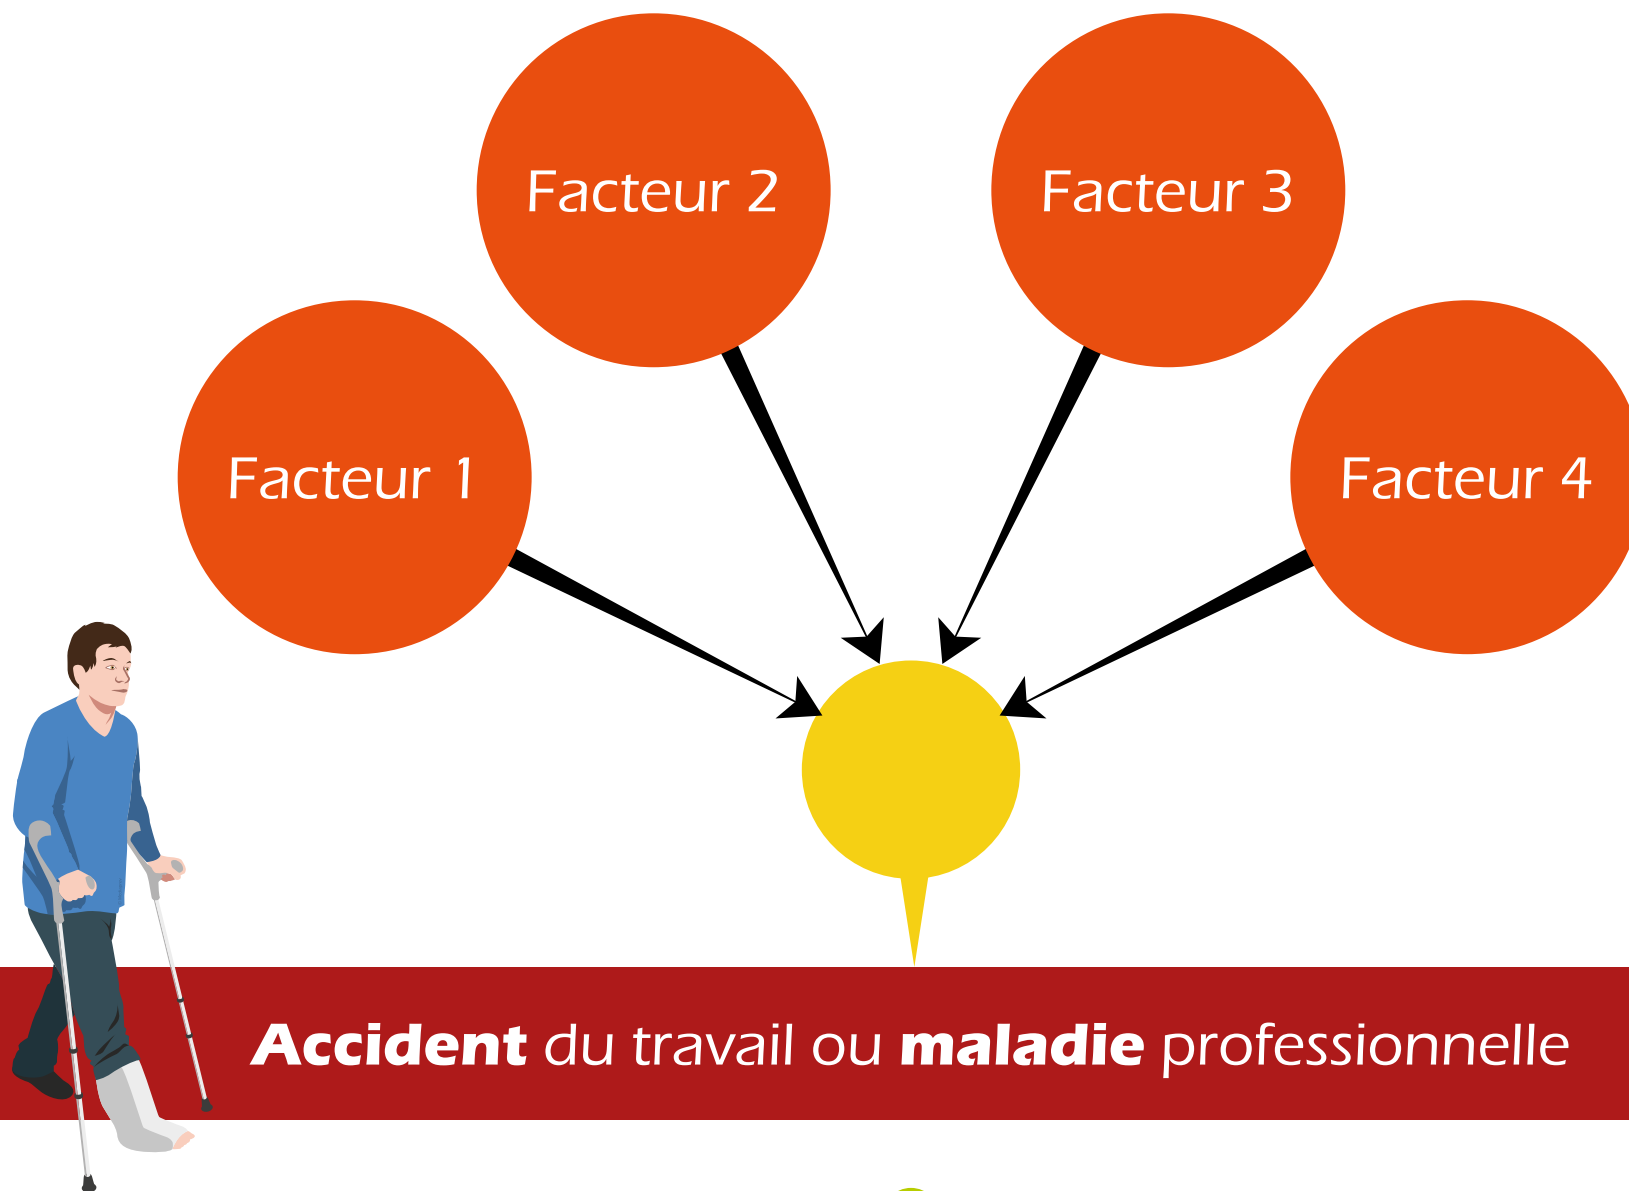 Facteur 2
Facteur 3
Facteur 1
Facteur 4
Accident du travail ou maladie professionnelle